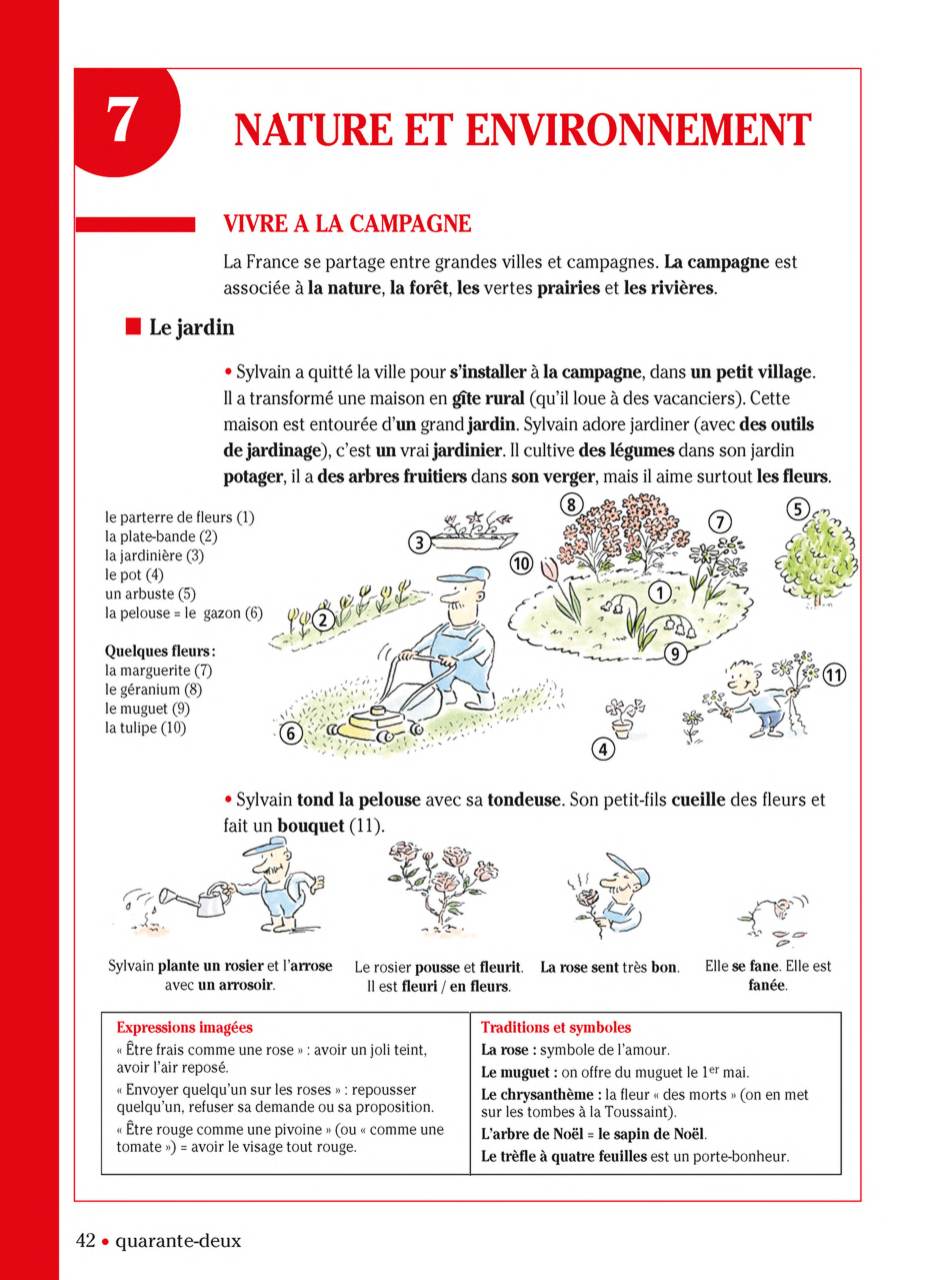 7
NATURE ET ENVIRONNEMENT
VIVRE A LA CAMPAGNE
La France se partage entre grandes villes et campagnes. La campagne est
associée à la nature, la forêt, les vertes prairies et les rivières.
Le jardin
• Sylvain a quitté la ville pour s'installer à la campagne, dans un petit village.
Il a transformé une maison en gîte rural (qu'il loue à des vacanciers). Cette
maison est entourée d'un grand jardin. Sylvain adore jardiner (avec des outils
de jardinage), c'est un vrai jardinier. Il cultive des légumes dans son jardin
potager, il a des arbres fruitiers dans son verger, mais il aime surtout les fleurs.
le parterre de fleurs (1)
la plate-bande (2)
la jardinière (3)
le pot (4)
un arbuste (5)
la pelouse = le gazon (6)
Quelques fleurs :
la marguerite (7)
le géranium (8)
le muguet (9)
la tulipe (10)
8
5
7
3
10
1
2
9
11
6
4
• Sylvain tond la pelouse avec sa tondeuse. Son petit-fils cueille des fleurs et
fait un bouquet (11).
Sylvain plante un rosier et l'arrose
avec un arrosoir.
Le rosier pousse et fleurit.
Il est fleuri / en fleurs.
La rose sent très bon.
Elle se fane. Elle est
fanée.
Expressions imagées
« Être frais comme une rose » : avoir un joli teint,
avoir l'air reposé.
« Envoyer quelqu'un sur les roses » : repousser
quelqu'un, refuser sa demande ou sa proposition.
« Être rouge comme une pivoine » (ou « comme une
tomate ») = avoir le visage tout rouge.
Traditions et symboles
La rose : symbole de l'amour.
Le muguet : on offre du muguet le 1er mai.
Le chrysanthème : la fleur « des morts » (on en met
sur les tombes à la Toussaint).
L'arbre de Noël = le sapin de Noël.
Le trèfle à quatre feuilles est un porte-bonheur.
42 • quarante-deux